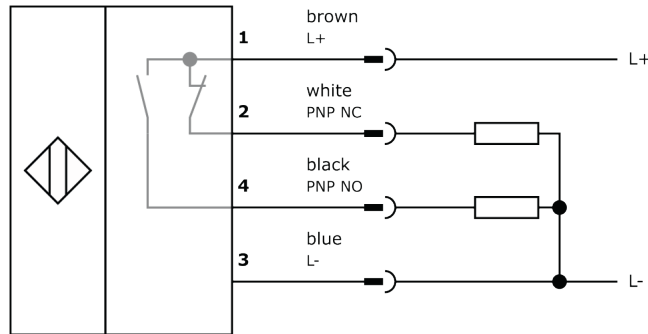 brown
1 L+ L+
white
2 PNP NC
black
4 PNP NO
blue
3 L- L-